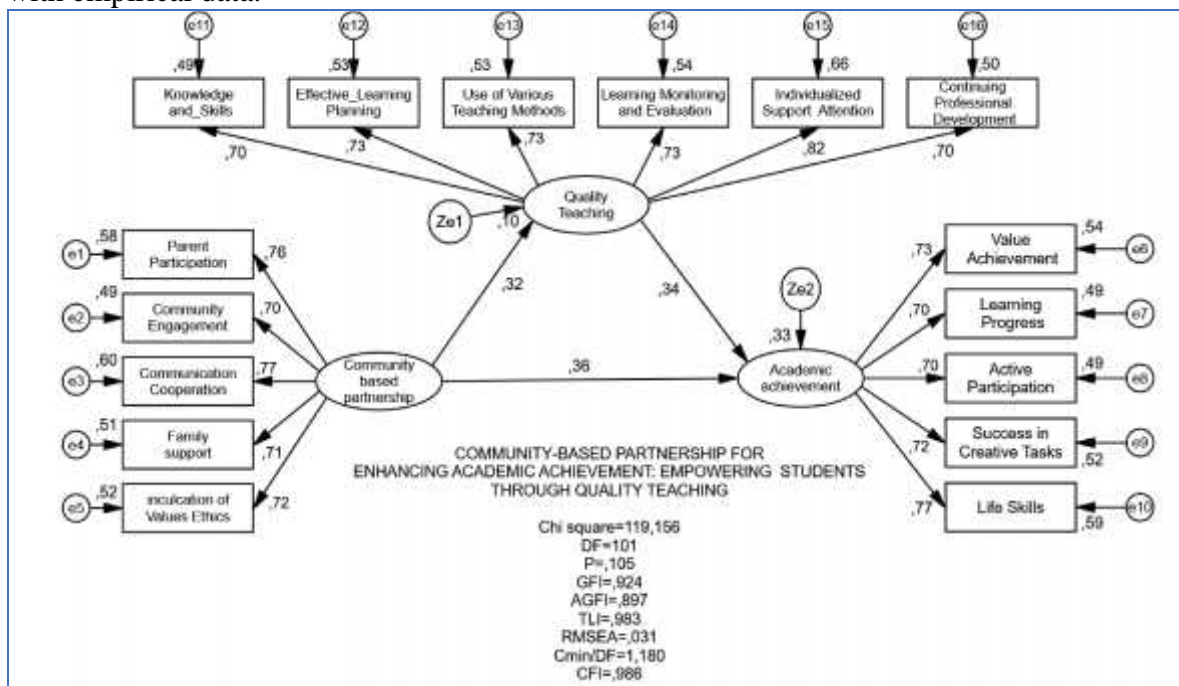 with empirical data.
e11
e12
e13
e14
e15
e16
,49
,53
,53
,54
,66
,50
Knowledge
and_Skills
Effective_Learning
Planning
Use of Various
Teaching Methods
Learning Monitoring
and Evaluation
Individualized
Support Attention
Continuing
Professional
Development
,70
,73
,73
,73
,82
,70
Quality
Teaching
Ze1
,10
e1
,58
Parent
Participation
,76
e2
,49
Community
Engagement
,70
e3
,60
Communication
Cooperation
,77
e4
,51
Family
support
,71
e5
,52
inculcation of
Values Ethics
,72
Community
based
partnership
,32
,34
,36
Ze2
,33
Academic
achievement
,73
Value
Achievement
,54
e6
,70
Learning
Progress
,49
e7
,70
Active
Participation
,49
e8
,72
Success in
Creative Tasks
,52
e9
,77
Life Skills
,59
e10
COMMUNITY-BASED PARTNERSHIP FOR
ENHANCING ACADEMIC ACHIEVEMENT: EMPOWERING STUDENTS
THROUGH QUALITY TEACHING
Chi square=119,156
DF=101
P=,105
GFI=,924
AGFI=,897
TLI=,983
RMSEA=,031
Cmin/DF=1,180
CFI=,986